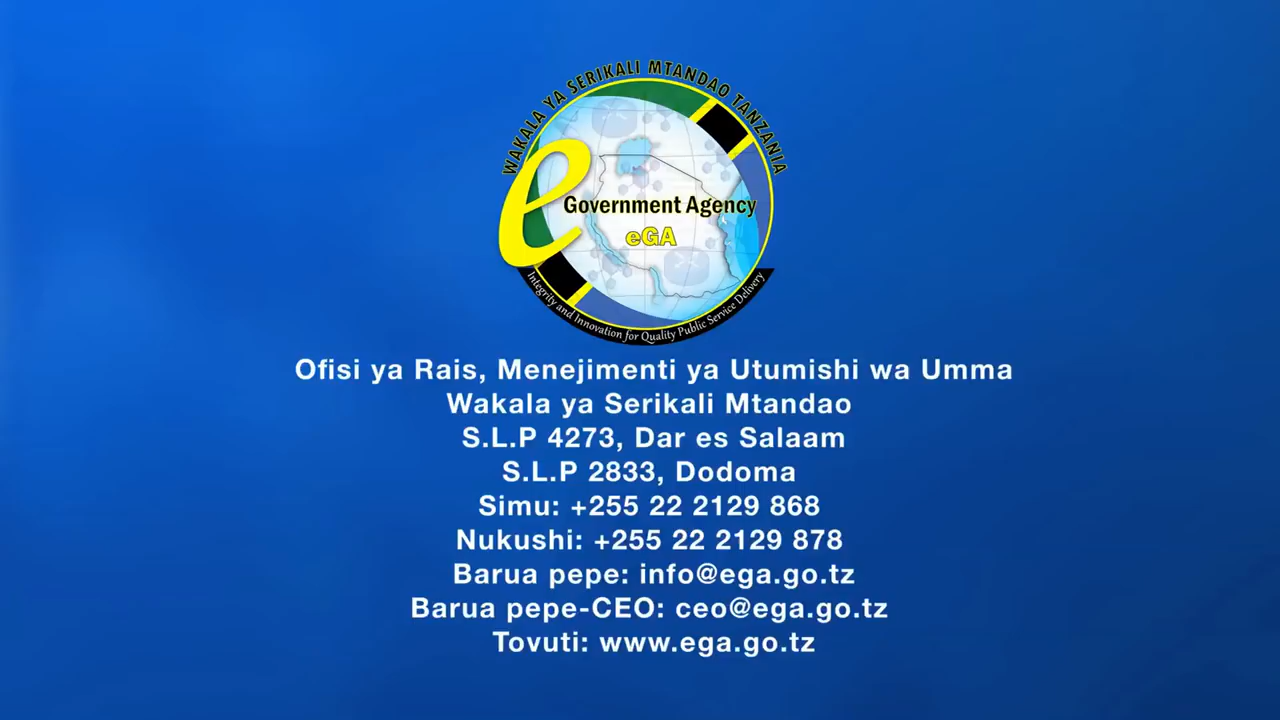 WAKALA YA SERIKALI MTANDAO TANZANIA
e
Government Agency
eGA
Integrity and Innovation for Quality Public Service Delivery
Ofisi ya Rais, Menejimenti ya Utumishi wa Umma
Wakala ya Serikali Mtandao
S.L.P 4273, Dar es Salaam
S.L.P 2833, Dodoma
Simu: +255 22 2129 868
Nukushi: +255 22 2129 878
Barua pepe: info@ega.go.tz
Barua pepe-CEO: ceo@ega.go.tz
Tovuti: www.ega.go.tz